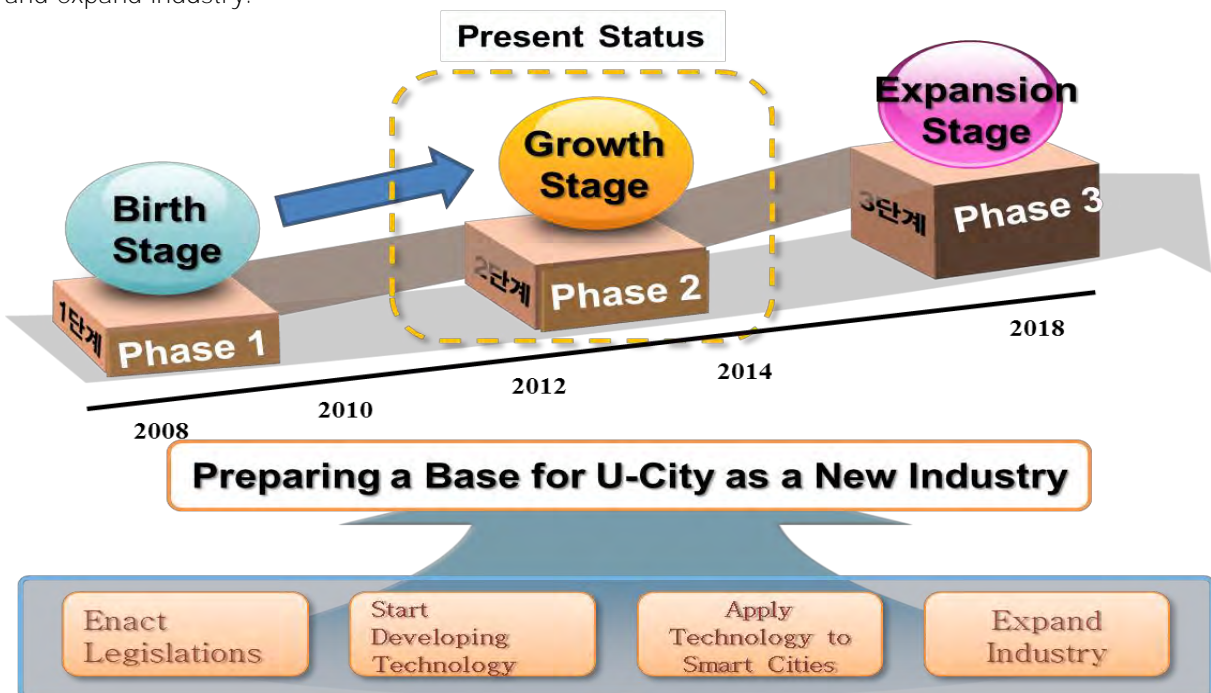 and expand industry.
Present Status
Expansion
Stage
Growth
Stage
Birth
Stage
3단계
Phase 3
2단계
Phase 2
1단계
Phase 1
2018
2014
2012
2010
2008
Preparing a Base for U-City as a New Industry
Enact
Legislations
Start
Developing
Technology
Apply
Technology to
Smart Cities
Expand
Industry